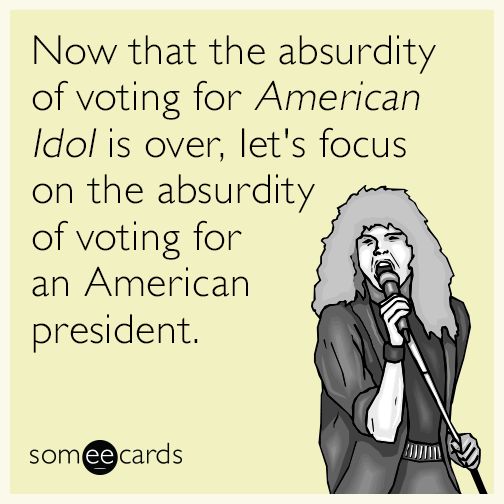 Now that the absurdity
of voting for American
Idol is over, let's focus
on the absurdity
of voting for
an American
president.
someecards